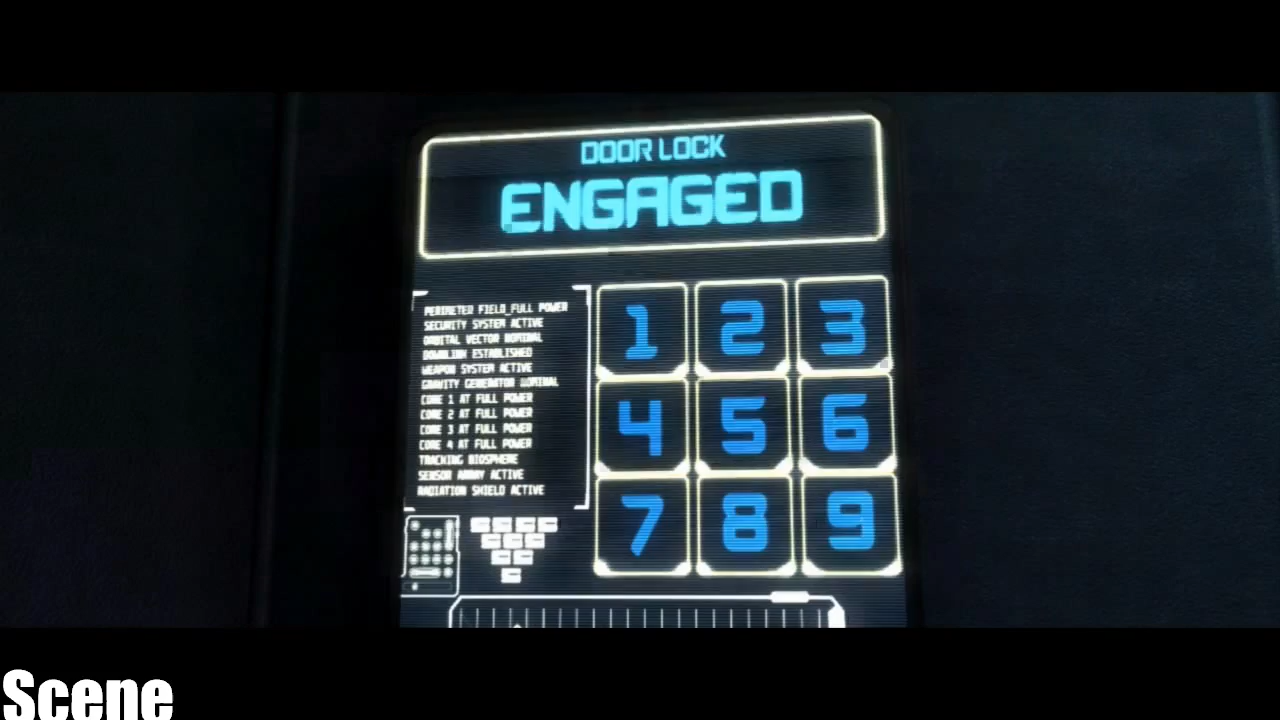 DOOR LOCK
ENGAGED
PERIMETER FIELD_FULL POWER
SECURITY SYSTEM ACTIVE
ORBITAL VECTOR NOMINAL
DOWNLINK ESTABLISHED
WEAPON SYSTEM ACTIVE
GRAVITY GENERATOR NOMINAL
CORE 1 AT FULL POWER
CORE 2 AT FULL POWER
CORE 3 AT FULL POWER
CORE 4 AT FULL POWER
TRACKING BIOSPHERE
SENSOR ARRAY ACTIVE
RADIATION SHIELD ACTIVE
1 2 3
4 5 6
7 8 9
Scene